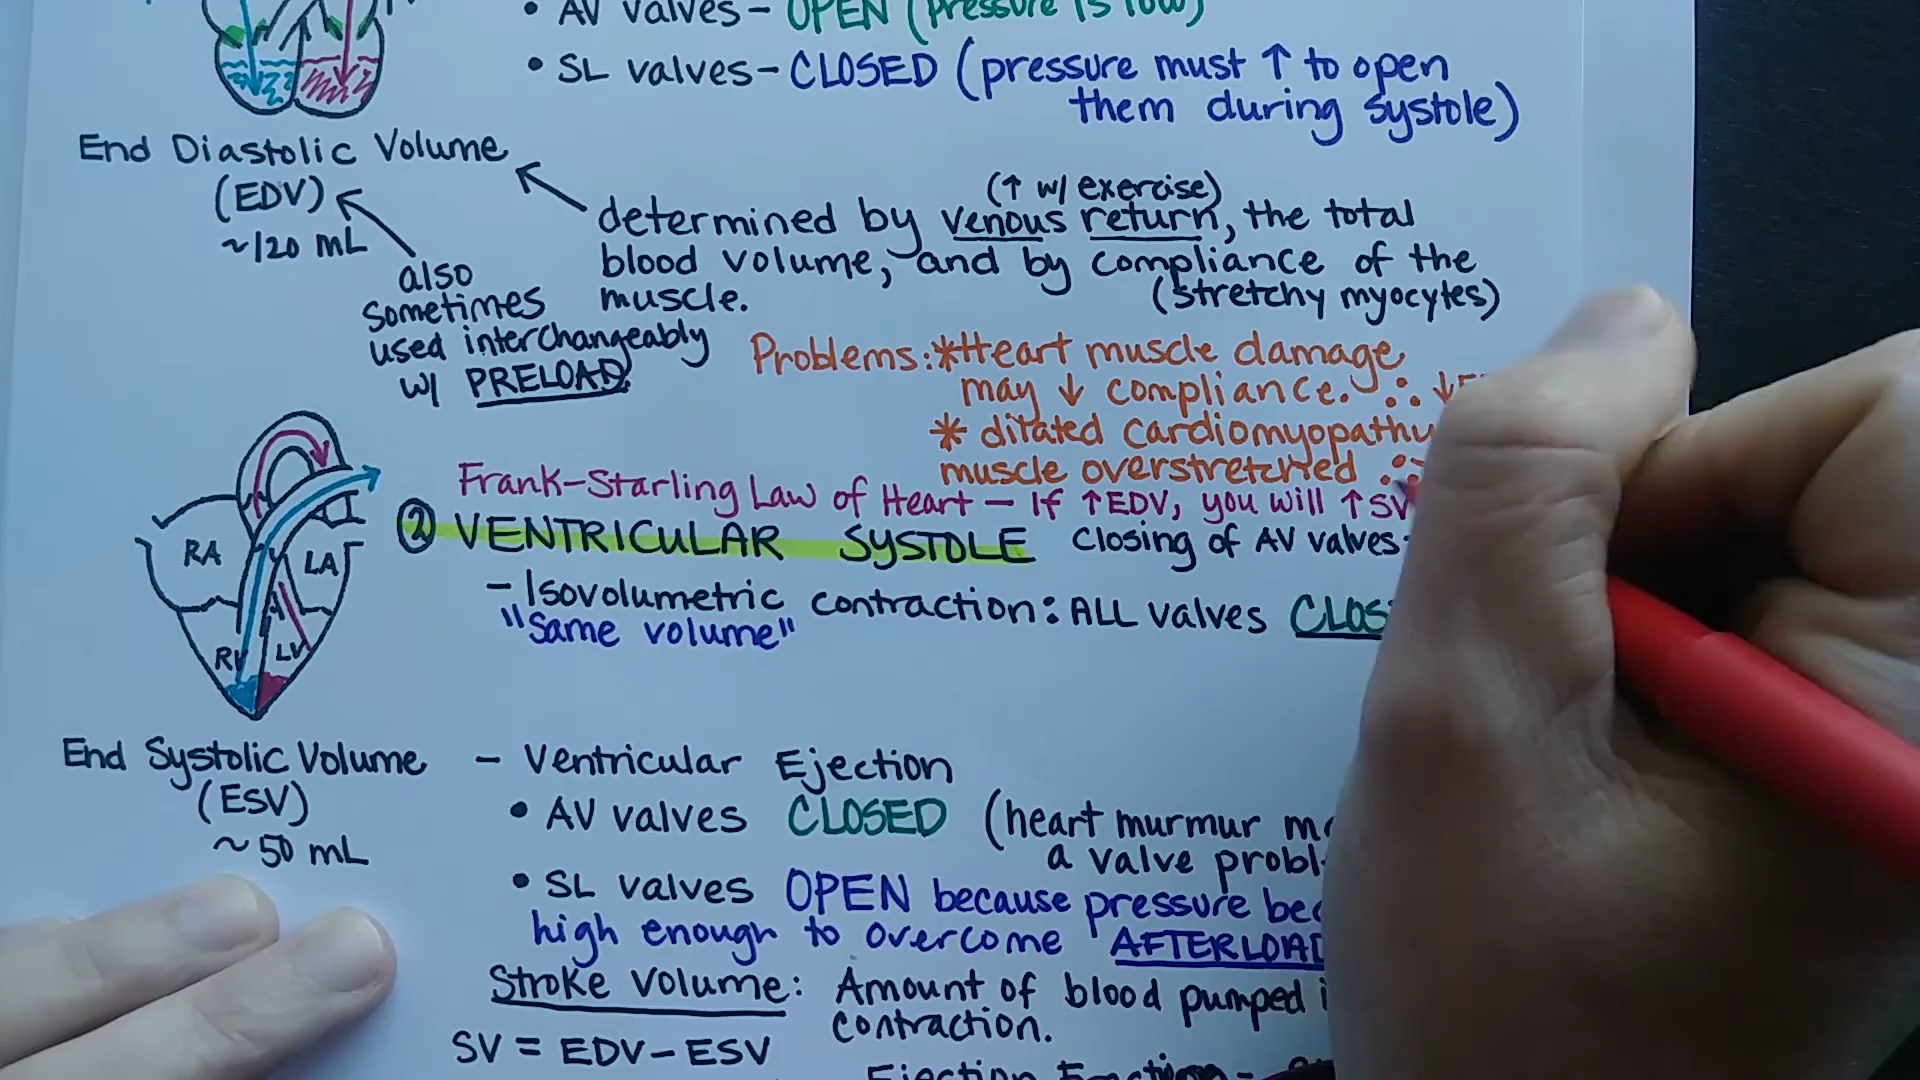 • AV valves – OPEN (pressure is low)
• SL valves – CLOSED (pressure must ↑ to open
them during systole)
End Diastolic Volume
(EDV)
~120 mL
(↑ w/ exercise)
determined by venous return, the total
blood volume, and by compliance of the
muscle. (stretchy myocytes)
also
sometimes
used interchangeably
w/ PRELOAD
Problems: *Heart muscle damage
may ↓ compliance. ∴ ↓
* dilated cardiomyopathy
muscle overstretched ∴
Frank-Starling Law of Heart – If ↑EDV, you will ↑SV
② VENTRICULAR SYSTOLE Closing of AV valves
– Isovolumetric contraction: ALL valves CLOS
"same volume"
RA
LA
RV
LV
End Systolic Volume
(ESV)
~50 mL
– Ventricular Ejection
• AV valves CLOSED (heart murmur
a valve probl
• SL valves OPEN because pressure
high enough to overcome AFTERLOAD
Stroke Volume: Amount of blood pumped
contraction.
SV = EDV – ESV
Ejection Fraction –